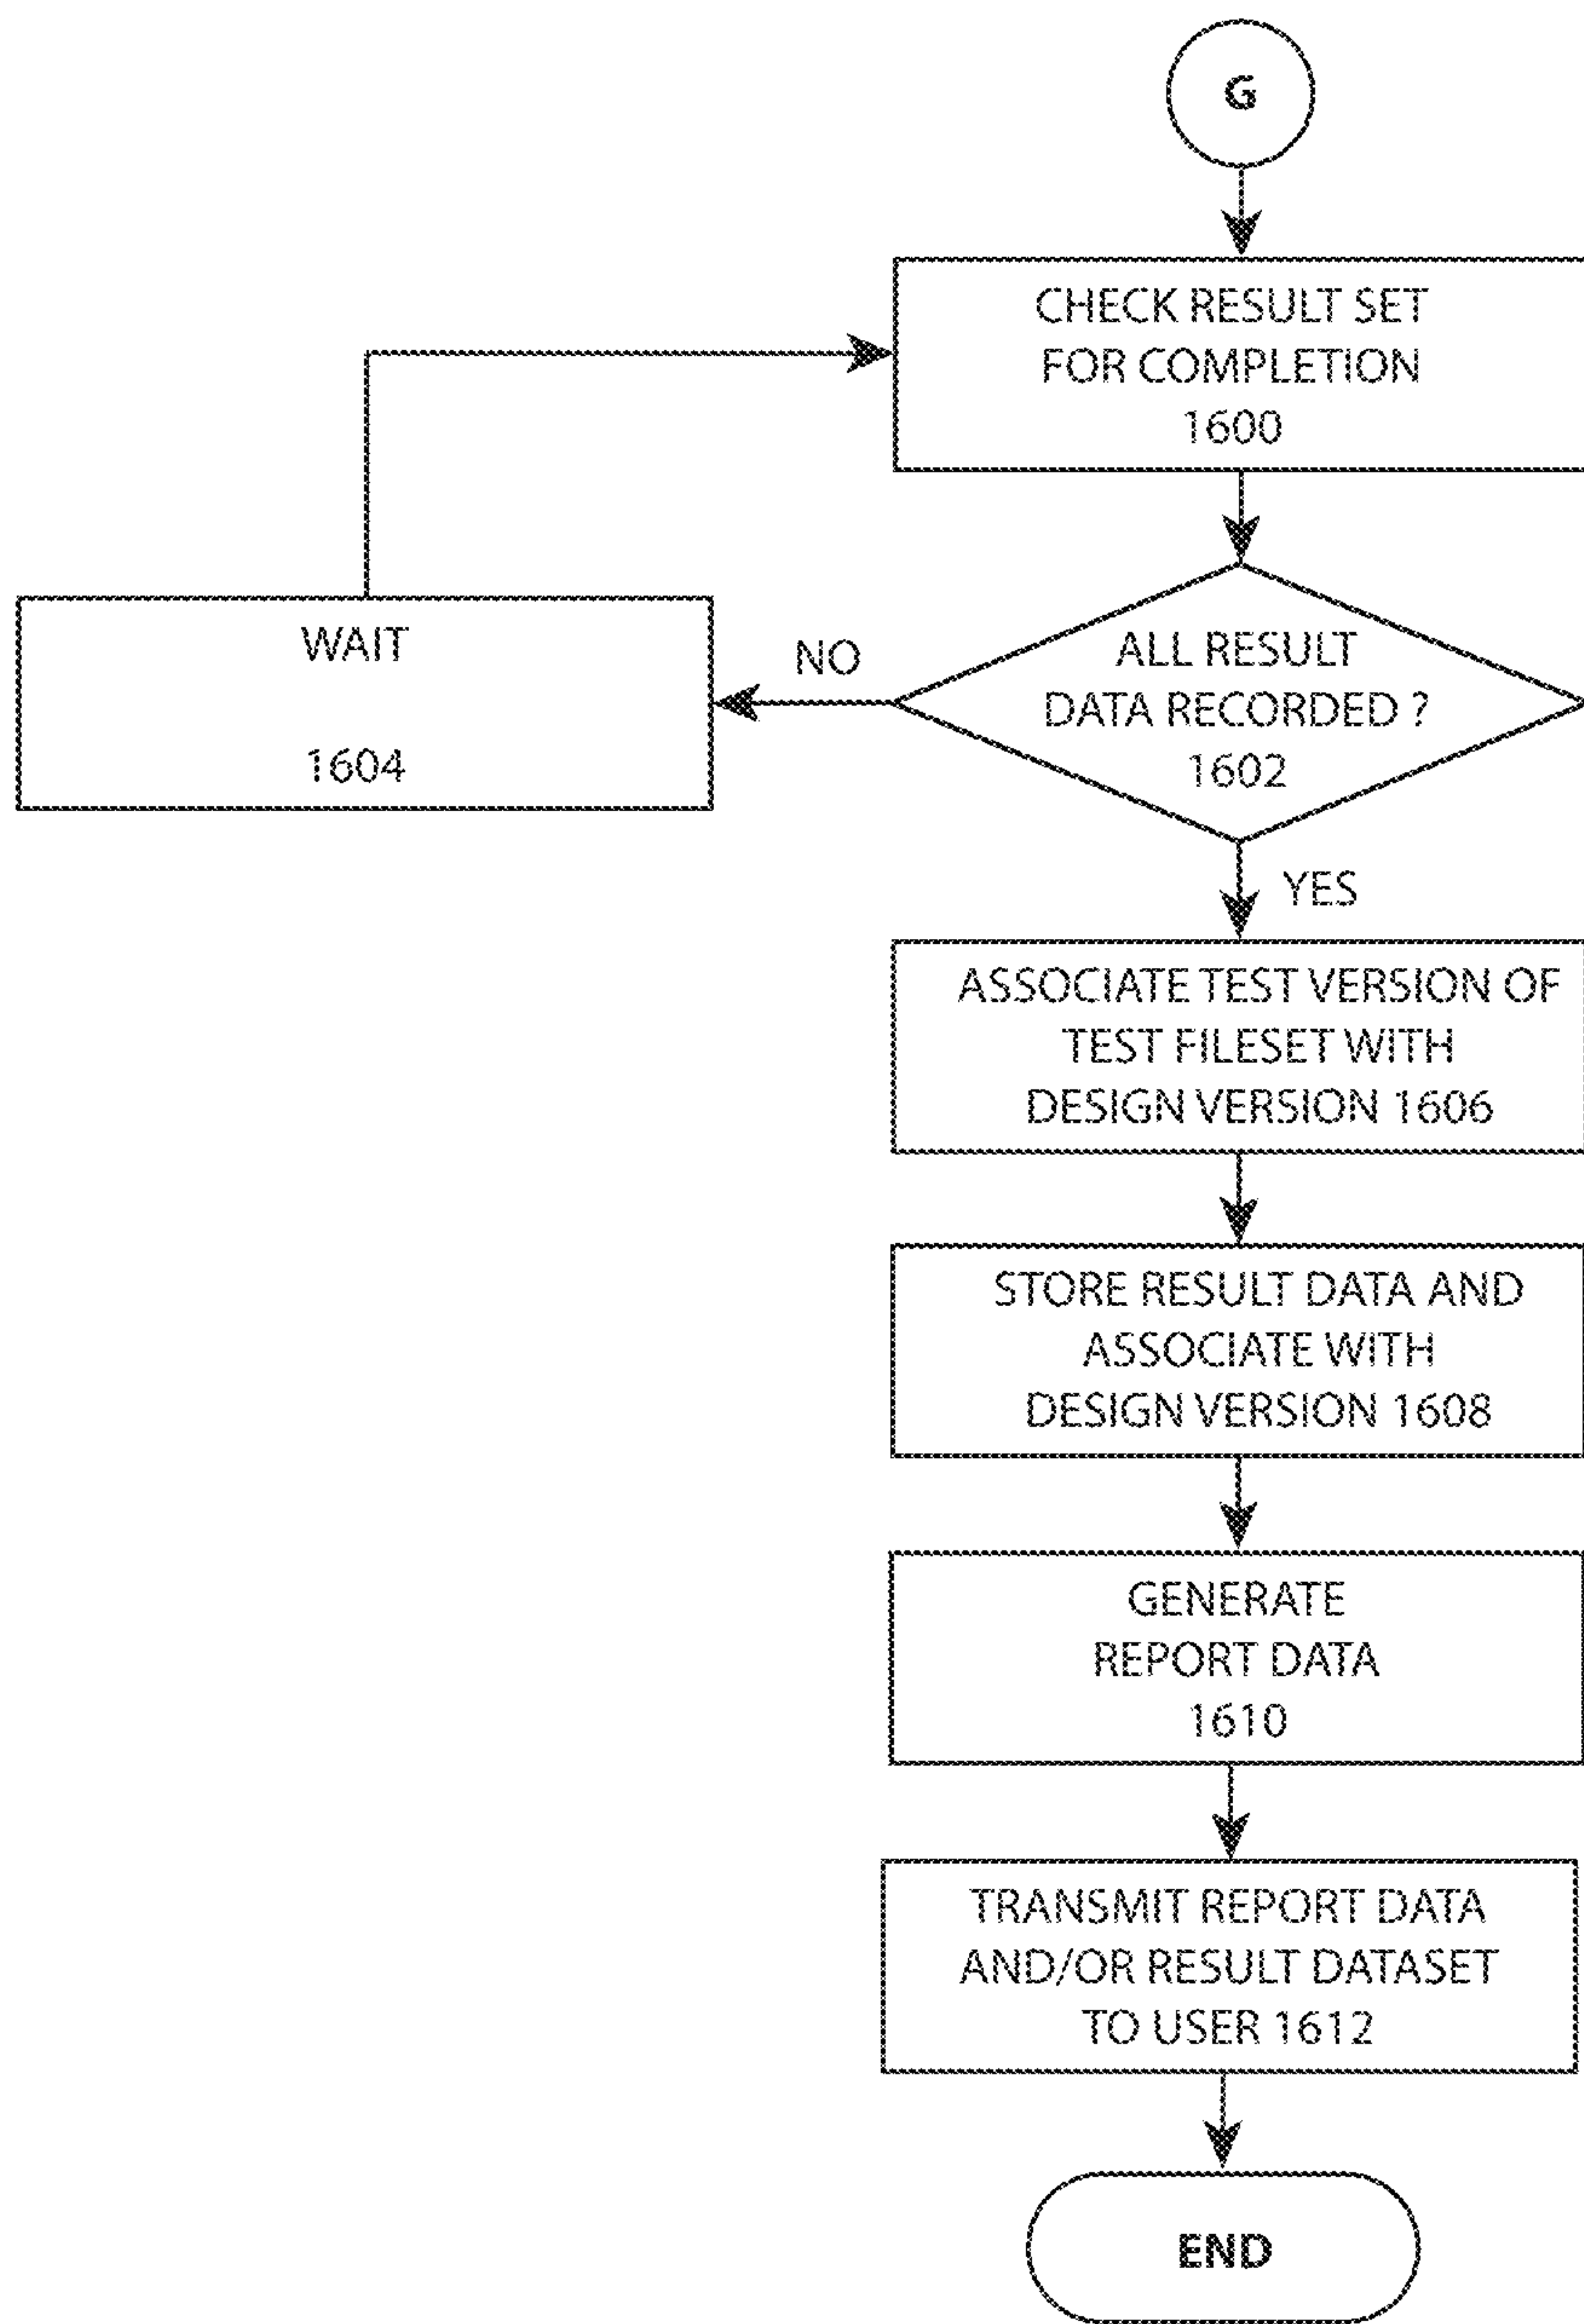 G
CHECK RESULT SET
FOR COMPLETION
1600
ALL RESULT
DATA RECORDED ?
1602
NO
WAIT
1604
YES
ASSOCIATE TEST VERSION OF
TEST FILESET WITH
DESIGN VERSION 1606
STORE RESULT DATA AND
ASSOCIATE WITH
DESIGN VERSION 1608
GENERATE
REPORT DATA
1610
TRANSMIT REPORT DATA
AND/OR RESULT DATASET
TO USER 1612
END